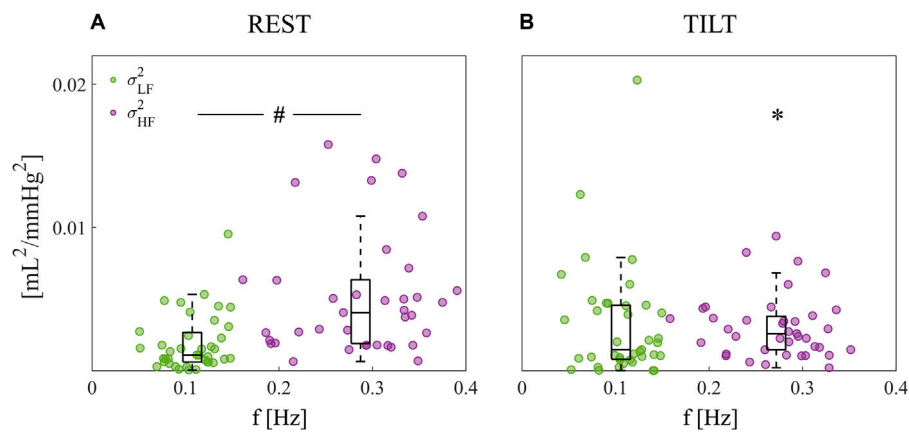 A REST
B TILT
σ²LF
σ²HF
#
*
[mL²/mmHg²]
0.02
0.01
0 0.1 0.2 0.3 0.4
0 0.1 0.2 0.3 0.4
f [Hz]
f [Hz]